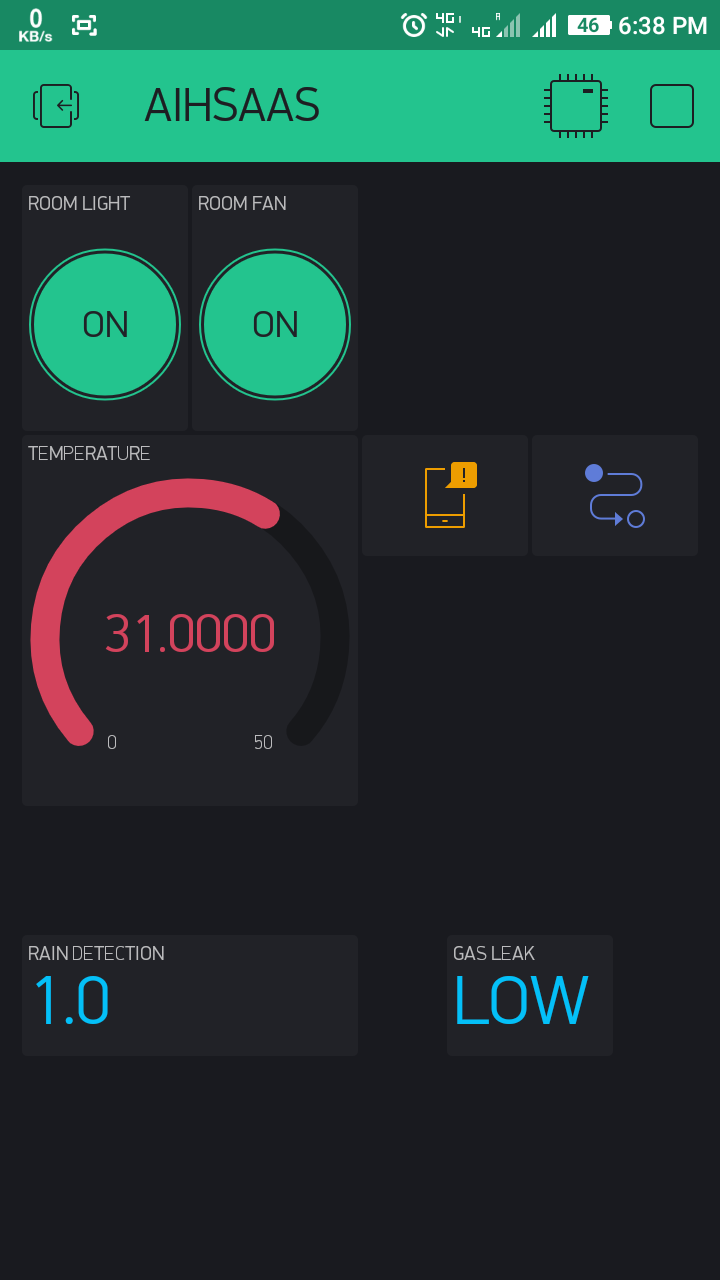 0
KB/s
4G
4G R
46
6:38 PM
AIHSAAS
ROOM LIGHT
ROOM FAN
ON
ON
TEMPERATURE
!
31.0000
0
50
RAIN DETECTION
1.0
GAS LEAK
LOW